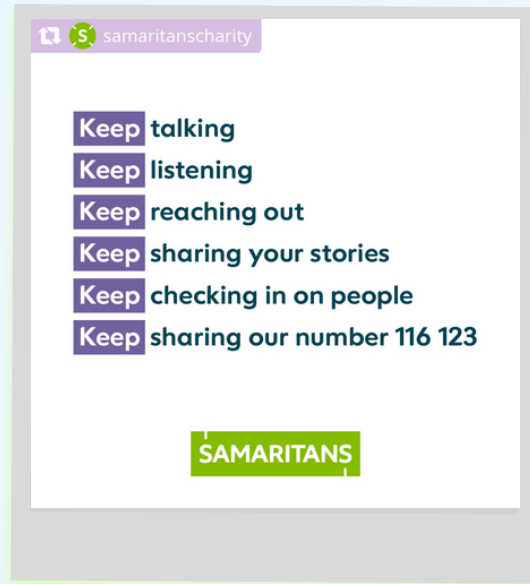 S samaritanscharity
Keep talking
Keep listening
Keep reaching out
Keep sharing your stories
Keep checking in on people
Keep sharing our number 116 123
SAMARITANS